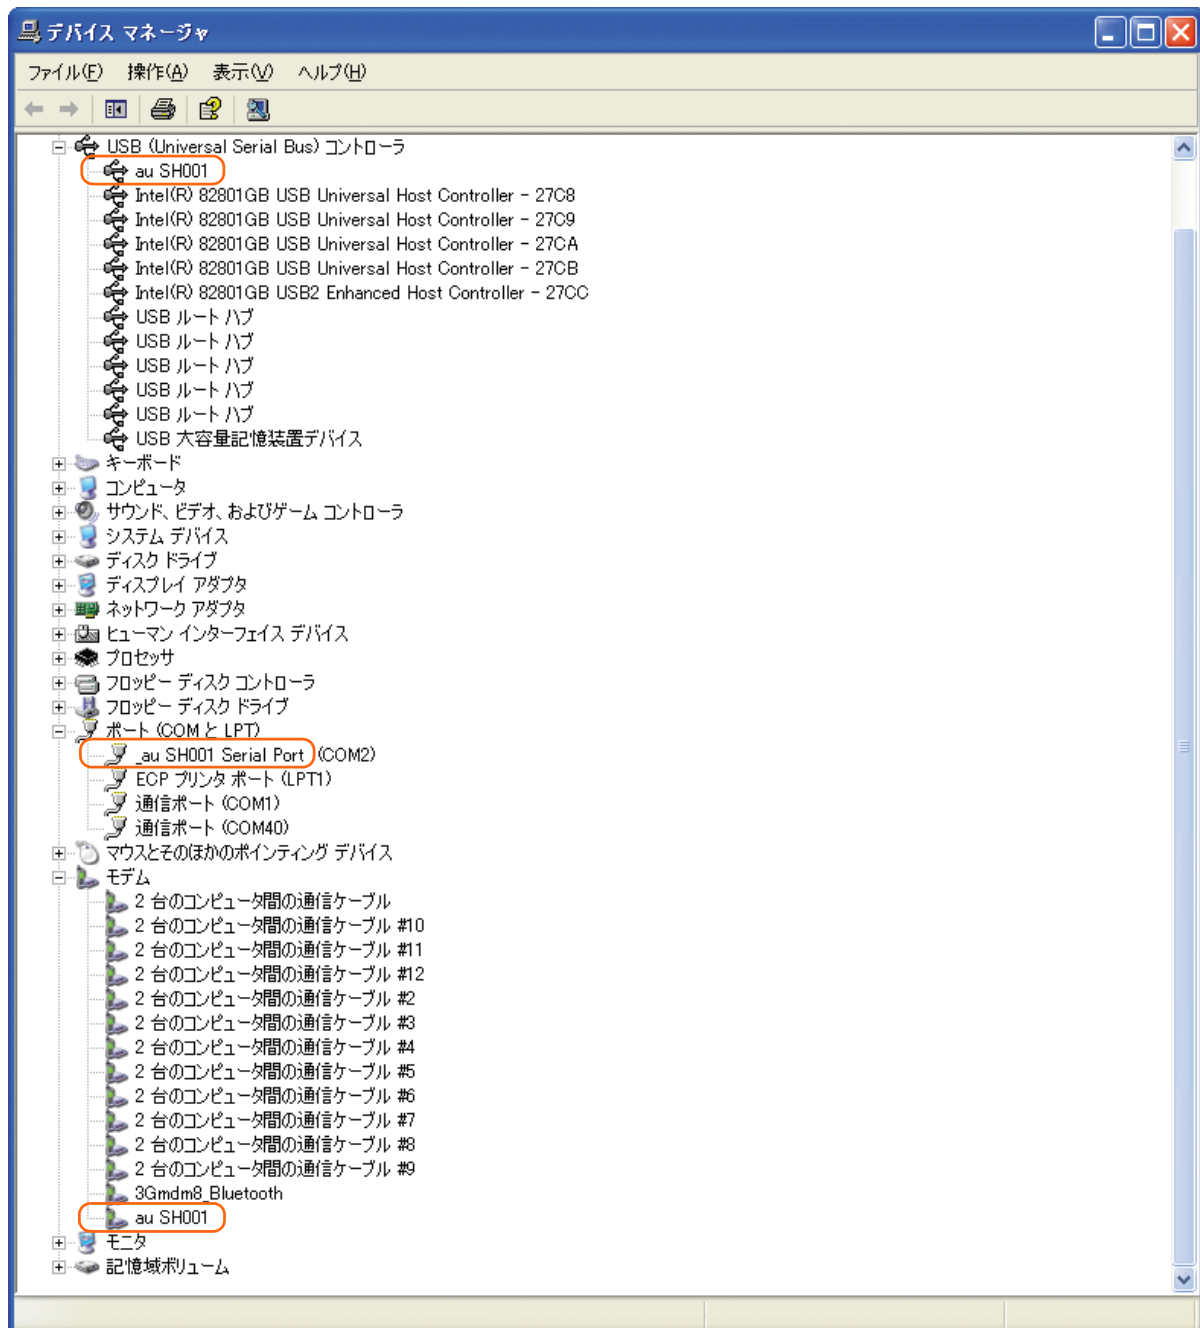 デバイス マネージャ
ファイル(F) 操作(A) 表示(V) ヘルプ(H)
USB (Universal Serial Bus) コントローラ
au SH001
Intel(R) 82801GB USB Universal Host Controller - 27C8
Intel(R) 82801GB USB Universal Host Controller - 27C9
Intel(R) 82801GB USB Universal Host Controller - 27CA
Intel(R) 82801GB USB Universal Host Controller - 27CB
Intel(R) 82801GB USB2 Enhanced Host Controller - 27CC
USB ルート ハブ
USB ルート ハブ
USB ルート ハブ
USB ルート ハブ
USB ルート ハブ
USB 大容量記憶装置デバイス
キーボード
コンピュータ
サウンド、ビデオ、およびゲーム コントローラ
システム デバイス
ディスク ドライブ
ディスプレイ アダプタ
ネットワーク アダプタ
ヒューマン インターフェイス デバイス
プロセッサ
フロッピー ディスク コントローラ
フロッピー ディスク ドライブ
ポート (COM と LPT)
_au SH001 Serial Port (COM2)
ECP プリンタ ポート (LPT1)
通信ポート (COM1)
通信ポート (COM40)
マウスとそのほかのポインティング デバイス
モデム
2 台のコンピュータ間の通信ケーブル
2 台のコンピュータ間の通信ケーブル #10
2 台のコンピュータ間の通信ケーブル #11
2 台のコンピュータ間の通信ケーブル #12
2 台のコンピュータ間の通信ケーブル #2
2 台のコンピュータ間の通信ケーブル #3
2 台のコンピュータ間の通信ケーブル #4
2 台のコンピュータ間の通信ケーブル #5
2 台のコンピュータ間の通信ケーブル #6
2 台のコンピュータ間の通信ケーブル #7
2 台のコンピュータ間の通信ケーブル #8
2 台のコンピュータ間の通信ケーブル #9
3Gmdm8_Bluetooth
au SH001
モニタ
記憶域ボリューム